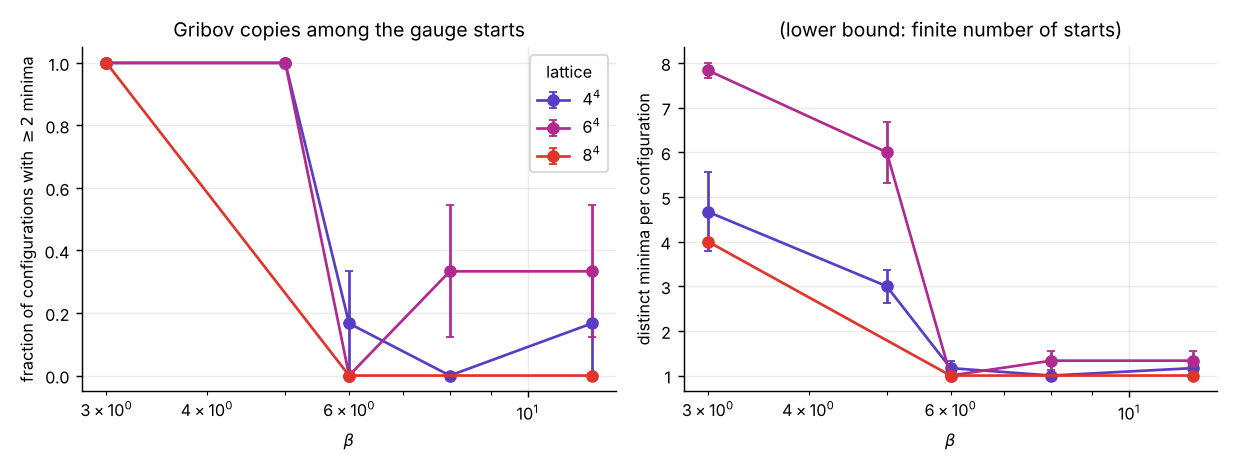 Gribov copies among the gauge starts
fraction of configurations with ≥ 2 minima
1.0
0.8
0.6
0.4
0.2
0.0
lattice
4⁴
6⁴
8⁴
3 × 10⁰
4 × 10⁰
6 × 10⁰
10¹
β
(lower bound: finite number of starts)
distinct minima per configuration
8
7
6
5
4
3
2
1
3 × 10⁰
4 × 10⁰
6 × 10⁰
10¹
β